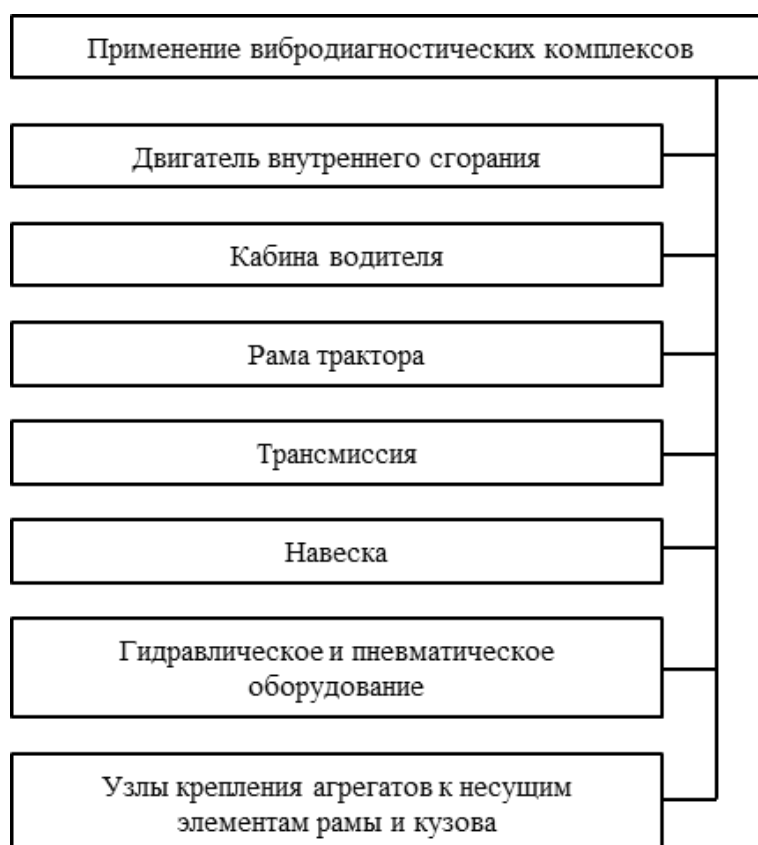 Применение вибродиагностических комплексов
Двигатель внутреннего сгорания
Кабина водителя
Рама трактора
Трансмиссия
Навеска
Гидравлическое и пневматическое
оборудование
Узлы крепления агрегатов к несущим
элементам рамы и кузова